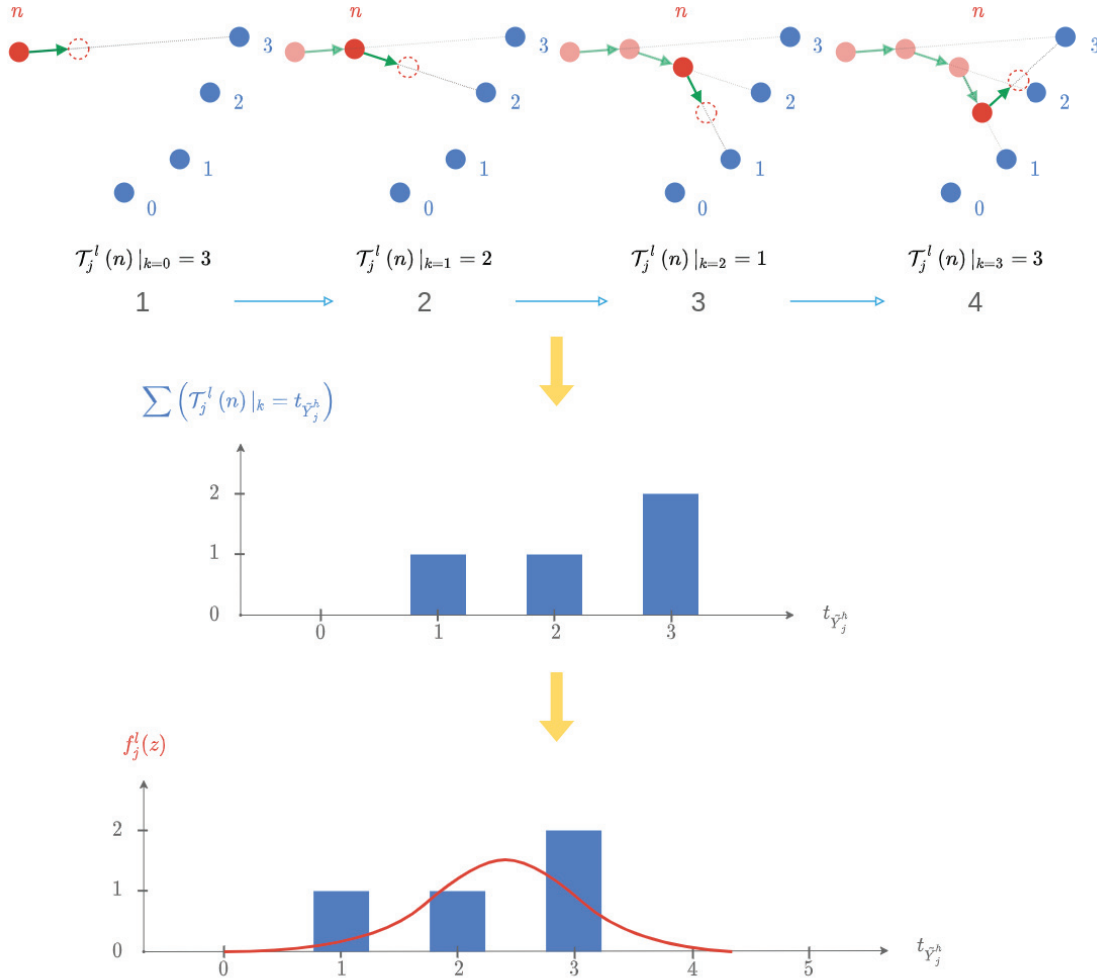 n n n n
3 3 3 3
2 2 2 2
1 1 1 1
0 0 0 0
𝒯_j^l (n)|_{k=0} = 3 𝒯_j^l (n)|_{k=1} = 2 𝒯_j^l (n)|_{k=2} = 1 𝒯_j^l (n)|_{k=3} = 3
1 2 3 4
∑ (𝒯_j^l (n)|_k = t_{Ỹ_j^h})
2
1
0
0 1 2 3
t_{Ỹ_j^h}
f_j^l(z)
2
1
0
0 1 2 3 4 5
t_{Ỹ_j^h}